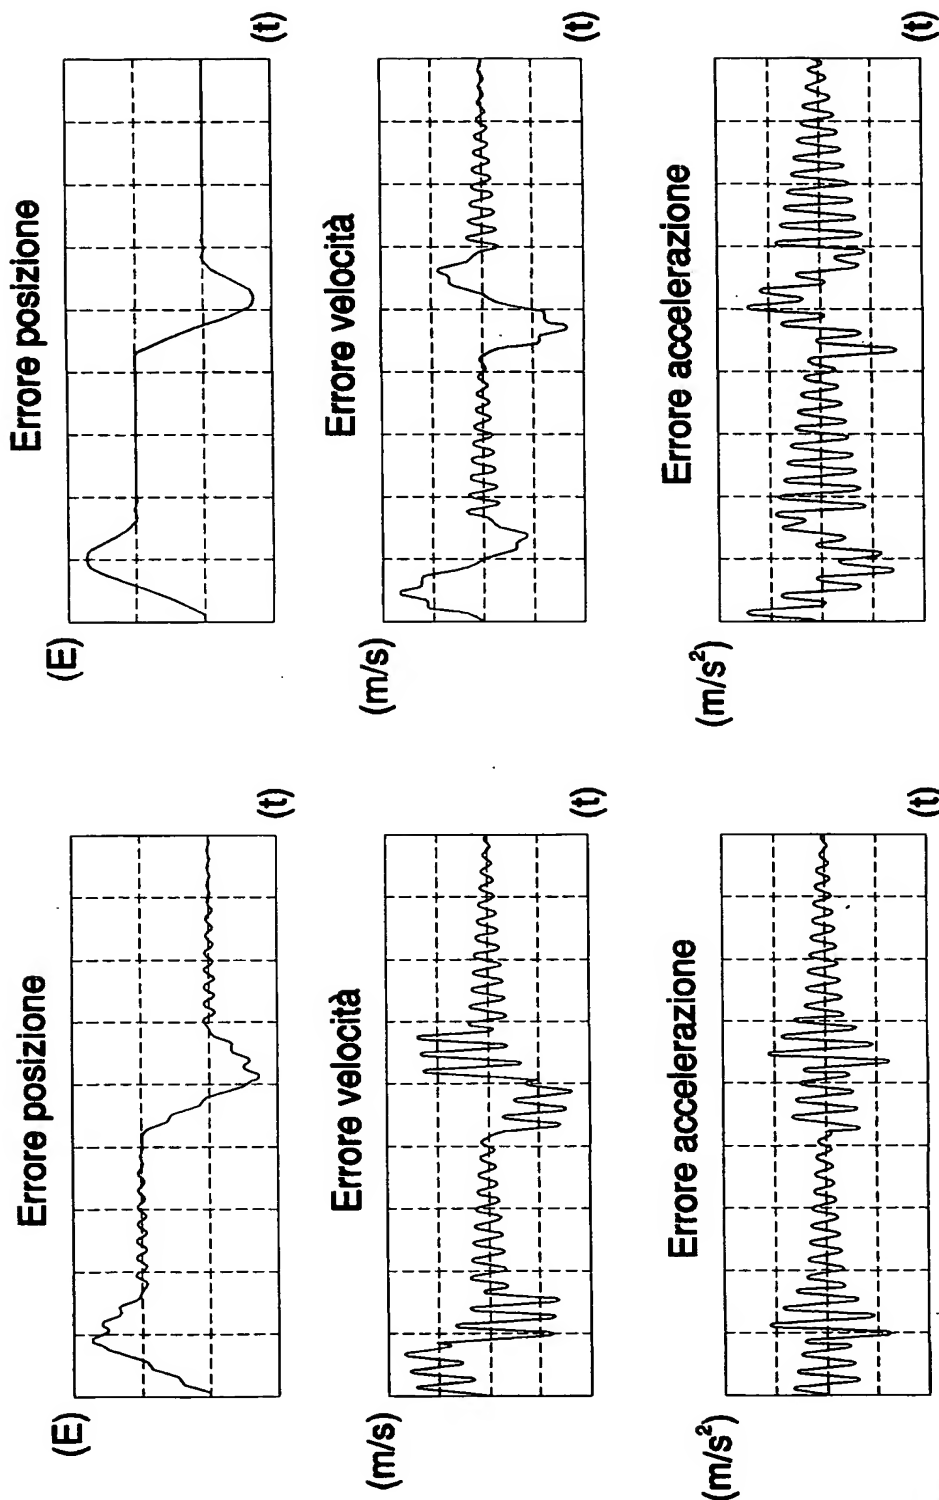 Errore posizione
(E)
(t)
Errore velocità
(m/s)
(t)
Errore accelerazione
(m/s²)
(t)
Errore posizione
(E)
(t)
Errore velocità
(m/s)
(t)
Errore accelerazione
(m/s²)
(t)